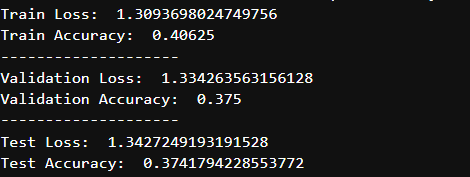 Train Loss:  1.3093698024749756
Train Accuracy:  0.40625
--------------------
Validation Loss:  1.334263563156128
Validation Accuracy:  0.375
--------------------
Test Loss:  1.3427249193191528
Test Accuracy:  0.3741794228553772